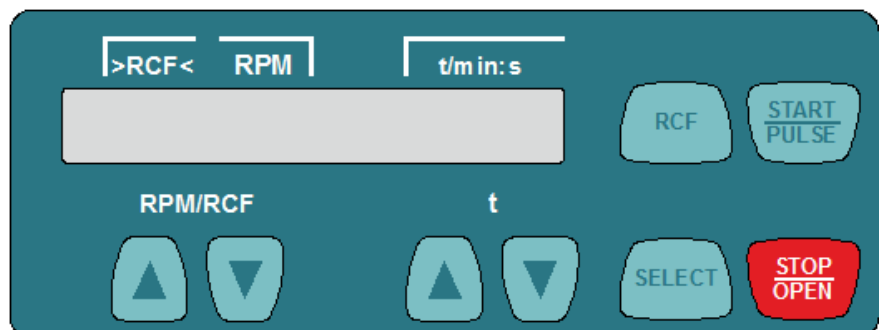 >RCF< RPM t/min:s
RCF
START
PULSE
RPM/RCF t
SELECT
STOP
OPEN